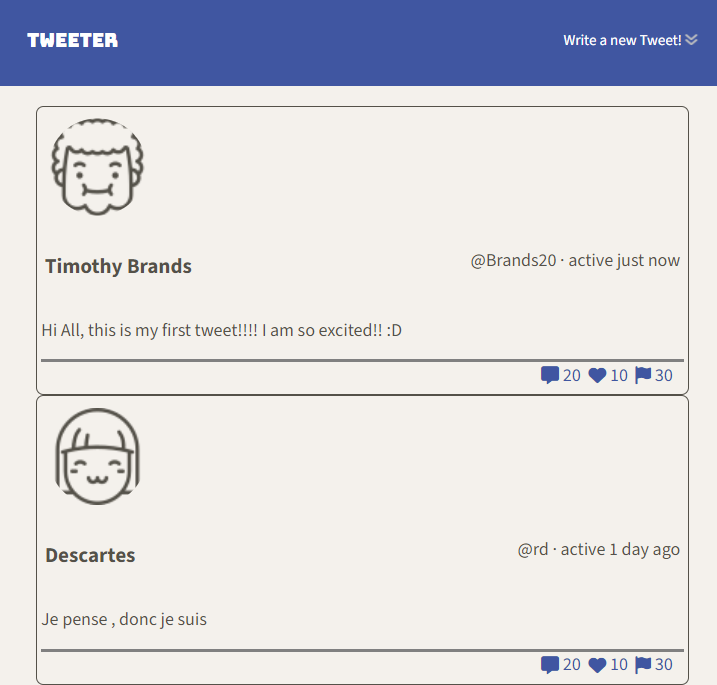 TWEETER
Write a new Tweet!
Timothy Brands
@Brands20 · active just now
Hi All, this is my first tweet!!!! I am so excited!! :D
20 10 30
Descartes
@rd · active 1 day ago
Je pense , donc je suis
20 10 30